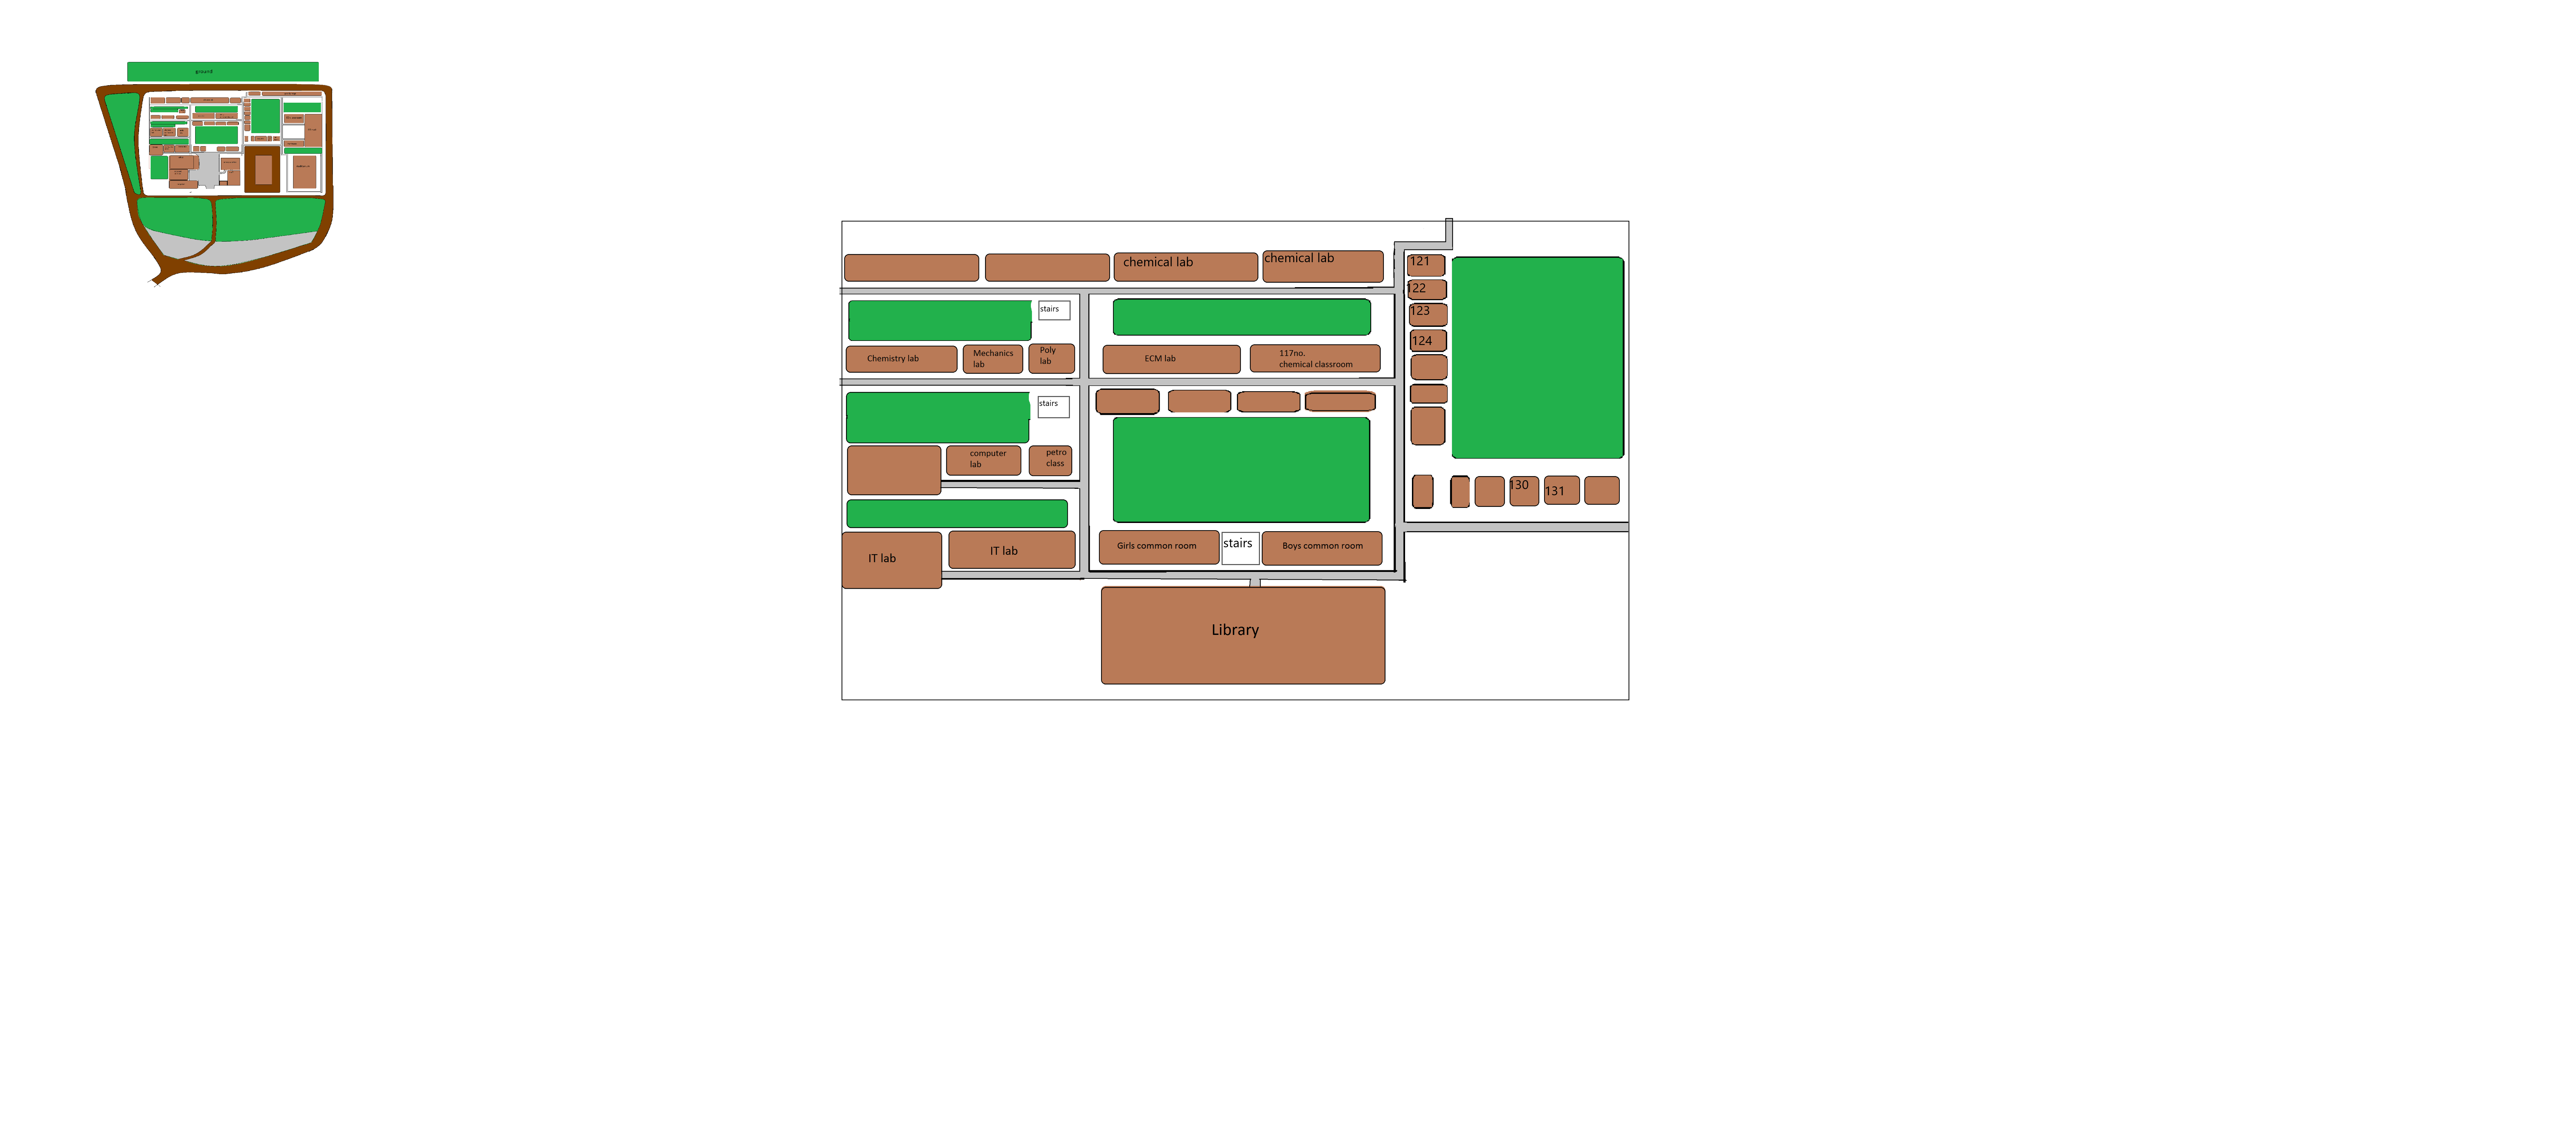 ground
chemical lab
chemical lab
121
122
123
124
stairs
Chemistry lab
Mechanics
lab
Poly
lab
ECM lab
117no.
chemical classroom
stairs
computer
lab
petro
class
130
131
IT lab
IT lab
Girls common room
stairs
Boys common room
Library